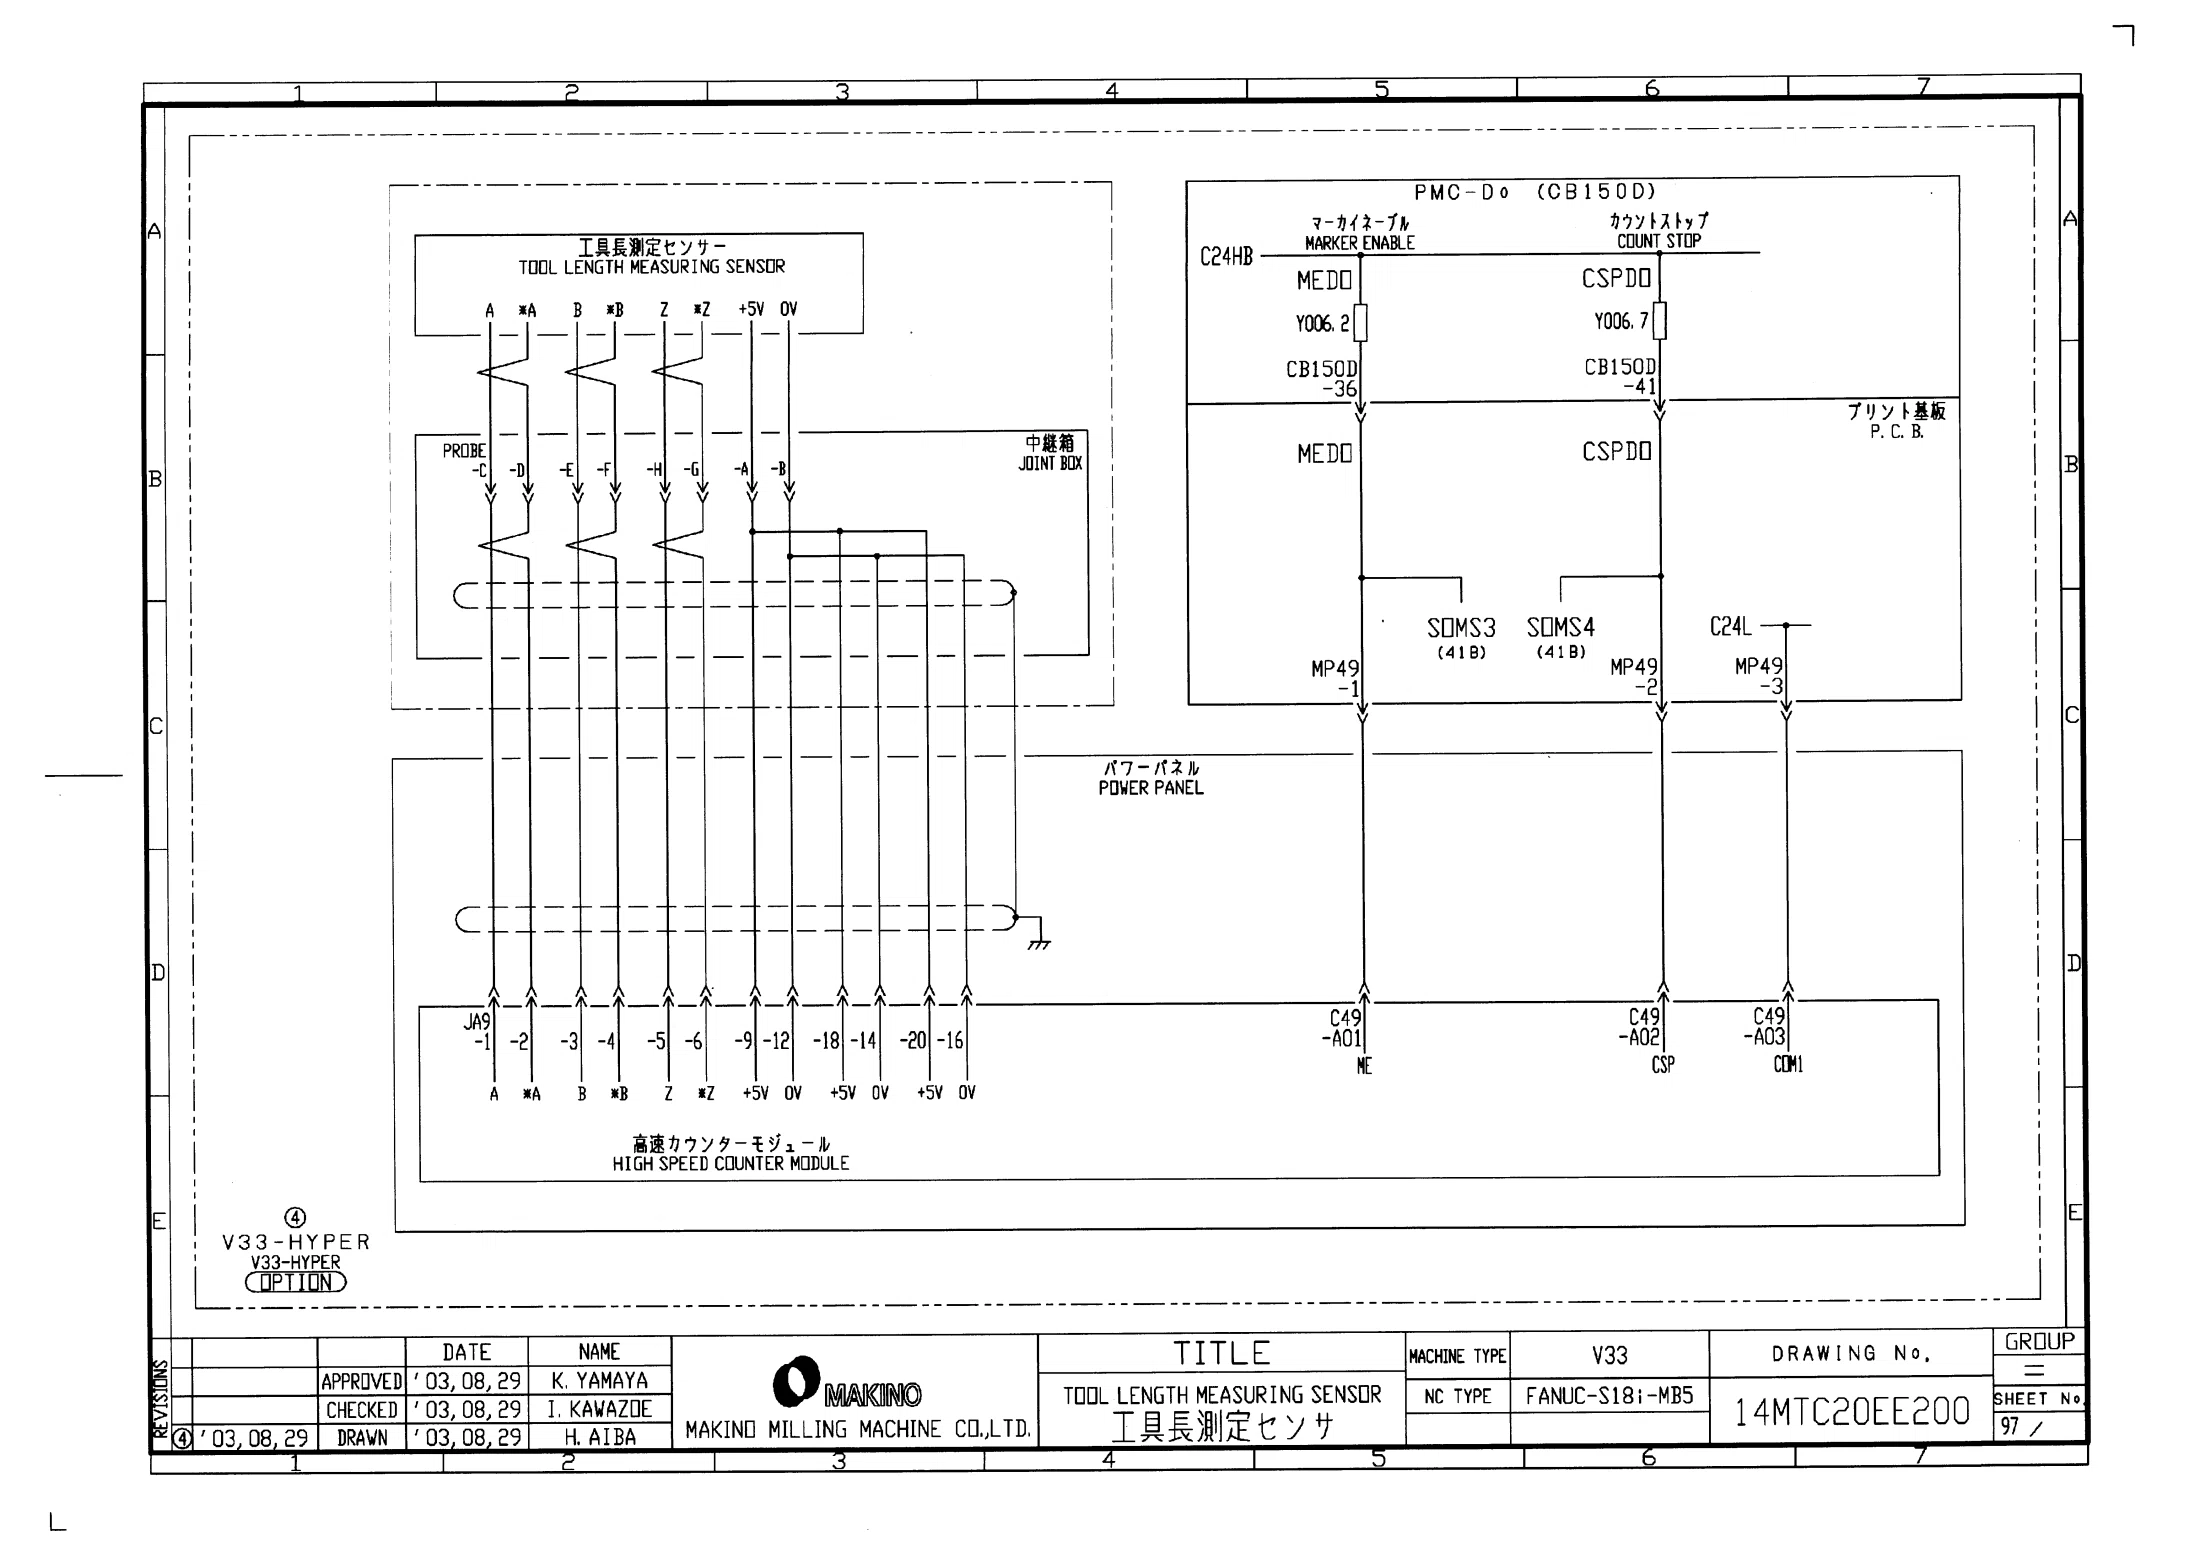 1 2 3 4 5 6 7
A
B
C
D
E
工具長測定センサー
TOOL LENGTH MEASURING SENSOR
A *A B *B Z *Z +5V 0V
PROBE
-C -D -E -F -H -G -A -B
中継箱
JOINT BOX
PMC-Do (CB150D)
マーカイネーブル
MARKER ENABLE
カウントストップ
COUNT STOP
C24HB
MEDO
CSPDO
Y006.2
Y006.7
CB150D
-36
CB150D
-41
プリント基板
P. C. B.
MEDO
CSPDO
SOMS3
(41B)
SOMS4
(41B)
C24L
MP49
-1
MP49
-2
MP49
-3
パワーパネル
POWER PANEL
JA9
-1 -2 -3 -4 -5 -6 -9 -12 -18 -14 -20 -16
A *A B *B Z *Z +5V 0V +5V 0V +5V 0V
C49
-A01
ME
C49
-A02
CSP
C49
-A03
COM1
高速カウンターモジュール
HIGH SPEED COUNTER MODULE
④
V33-HYPER
V33-HYPER
OPTION
A
B
C
D
E
REVISIONS
④ '03,08,29
DATE NAME
APPROVED '03,08,29 K. YAMAYA
CHECKED '03,08,29 I. KAWAZOE
DRAWN '03,08,29 H. AIBA
MAKINO
MAKINO MILLING MACHINE CO.,LTD.
TITLE
TOOL LENGTH MEASURING SENSOR
工具長測定センサ
MACHINE TYPE V33
NC TYPE FANUC-S18i-MB5
DRAWING No.
14MTC20EE200
GROUP
=
SHEET No.
97 /
1 2 3 4 5 6 7